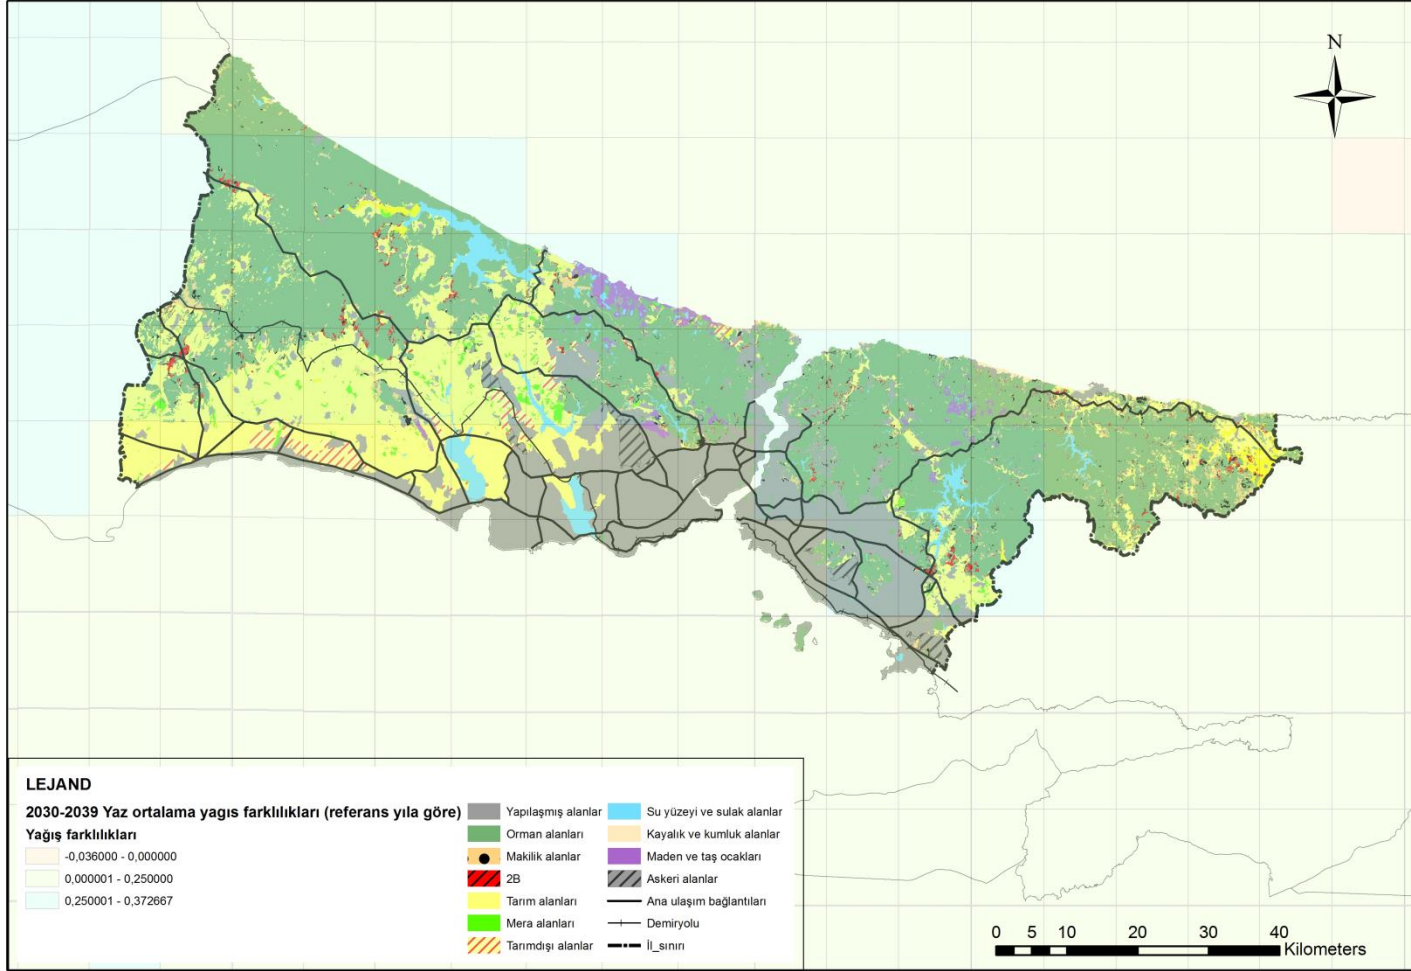 N
LEJAND
2030-2039 Yaz ortalama yagıs farklılıkları (referans yıla göre)
Yağış farklılıkları
-0,036000 - 0,000000
0,000001 - 0,250000
0,250001 - 0,372667
Yapılaşmış alanlar
Orman alanları
Makilik alanlar
2B
Tarım alanları
Mera alanları
Tarımdışı alanlar
Su yüzeyi ve sulak alanlar
Kayalık ve kumluk alanlar
Maden ve taş ocakları
Askeri alanlar
Ana ulaşım bağlantıları
Demiryolu
İl_sınırı
0 5 10 20 30 40
Kilometers